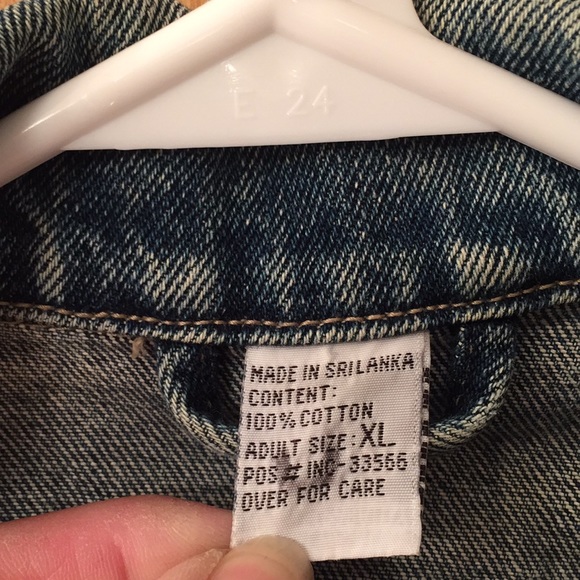 E 24
MADE IN SRILANKA
CONTENT:
100% COTTON
ADULT SIZE: XL
POS # INC-33566
OVER FOR CARE